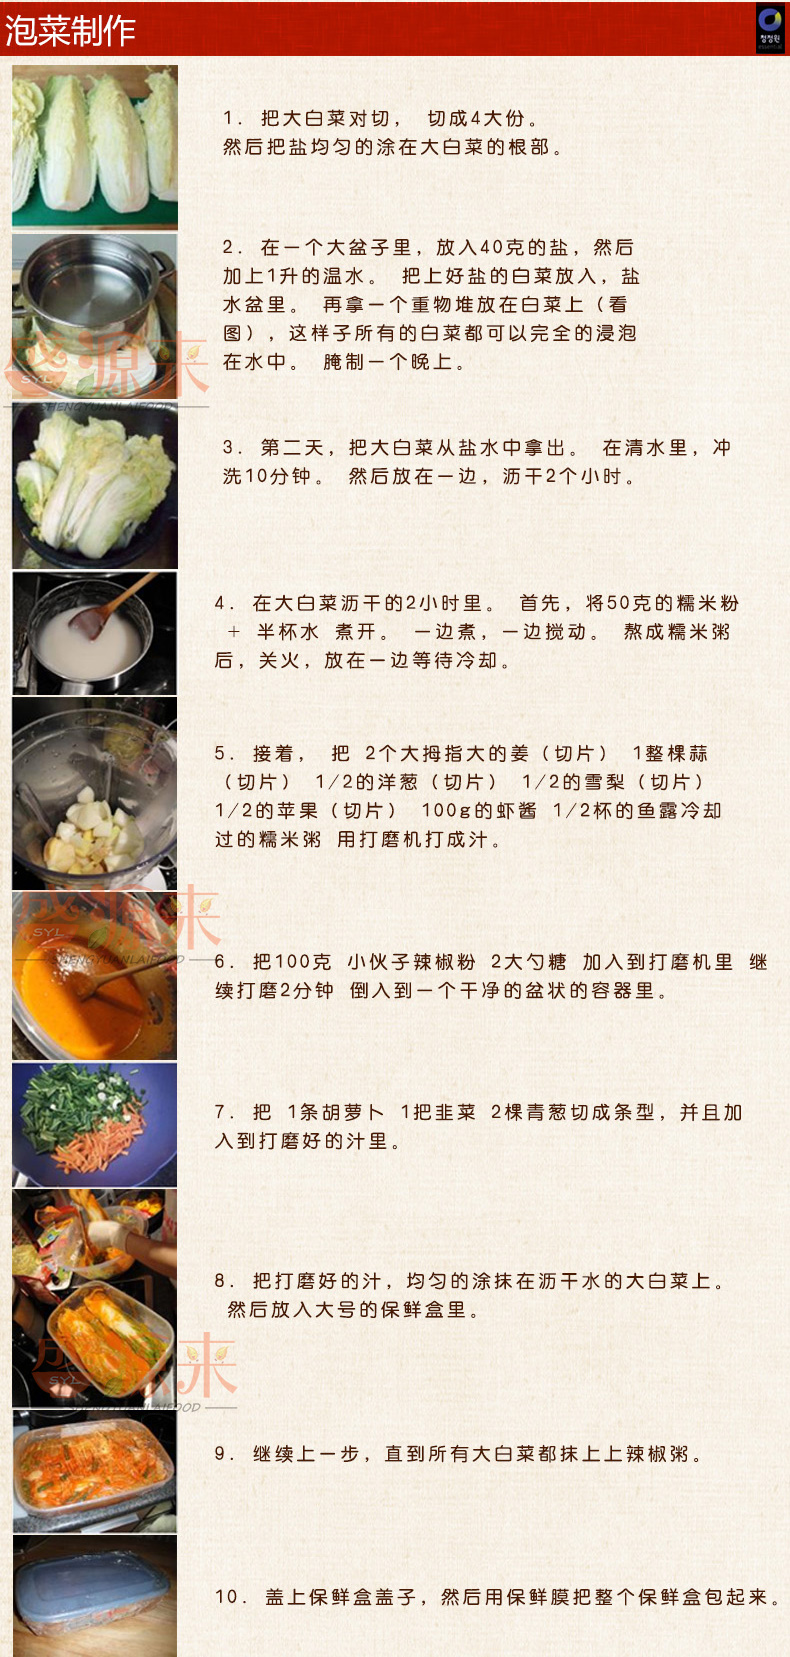 泡菜制作
청정원
essential
1. 把大白菜对切， 切成4大份。
然后把盐均匀的涂在大白菜的根部。
2. 在一个大盆子里，放入40克的盐，然后
加上1升的温水。 把上好盐的白菜放入，盐
水盆里。 再拿一个重物堆放在白菜上（看
图），这样子所有的白菜都可以完全的浸泡
在水中。 腌制一个晚上。
盛源来
SYL
SHENGYUANLAIFOOD
3. 第二天，把大白菜从盐水中拿出。 在清水里，冲
洗10分钟。 然后放在一边，沥干2个小时。
4. 在大白菜沥干的2小时里。 首先，将50克的糯米粉
+ 半杯水 煮开。 一边煮，一边搅动。 熬成糯米粥
后，关火，放在一边等待冷却。
5. 接着， 把 2个大拇指大的姜（切片） 1整棵蒜
（切片） 1/2的洋葱（切片） 1/2的雪梨（切片）
1/2的苹果（切片） 100g的虾酱 1/2杯的鱼露冷却
过的糯米粥 用打磨机打成汁。
盛源来
SYL
SHENGYUANLAIFOOD
6. 把100克 小伙子辣椒粉 2大勺糖 加入到打磨机里 继
续打磨2分钟 倒入到一个干净的盆状的容器里。
7. 把 1条胡萝卜 1把韭菜 2棵青葱切成条型，并且加
入到打磨好的汁里。
8. 把打磨好的汁，均匀的涂抹在沥干水的大白菜上。
然后放入大号的保鲜盒里。
盛源来
SYL
SHENGYUANLAIFOOD
9. 继续上一步，直到所有大白菜都抹上上辣椒粥。
10. 盖上保鲜盒盖子，然后用保鲜膜把整个保鲜盒包起来。